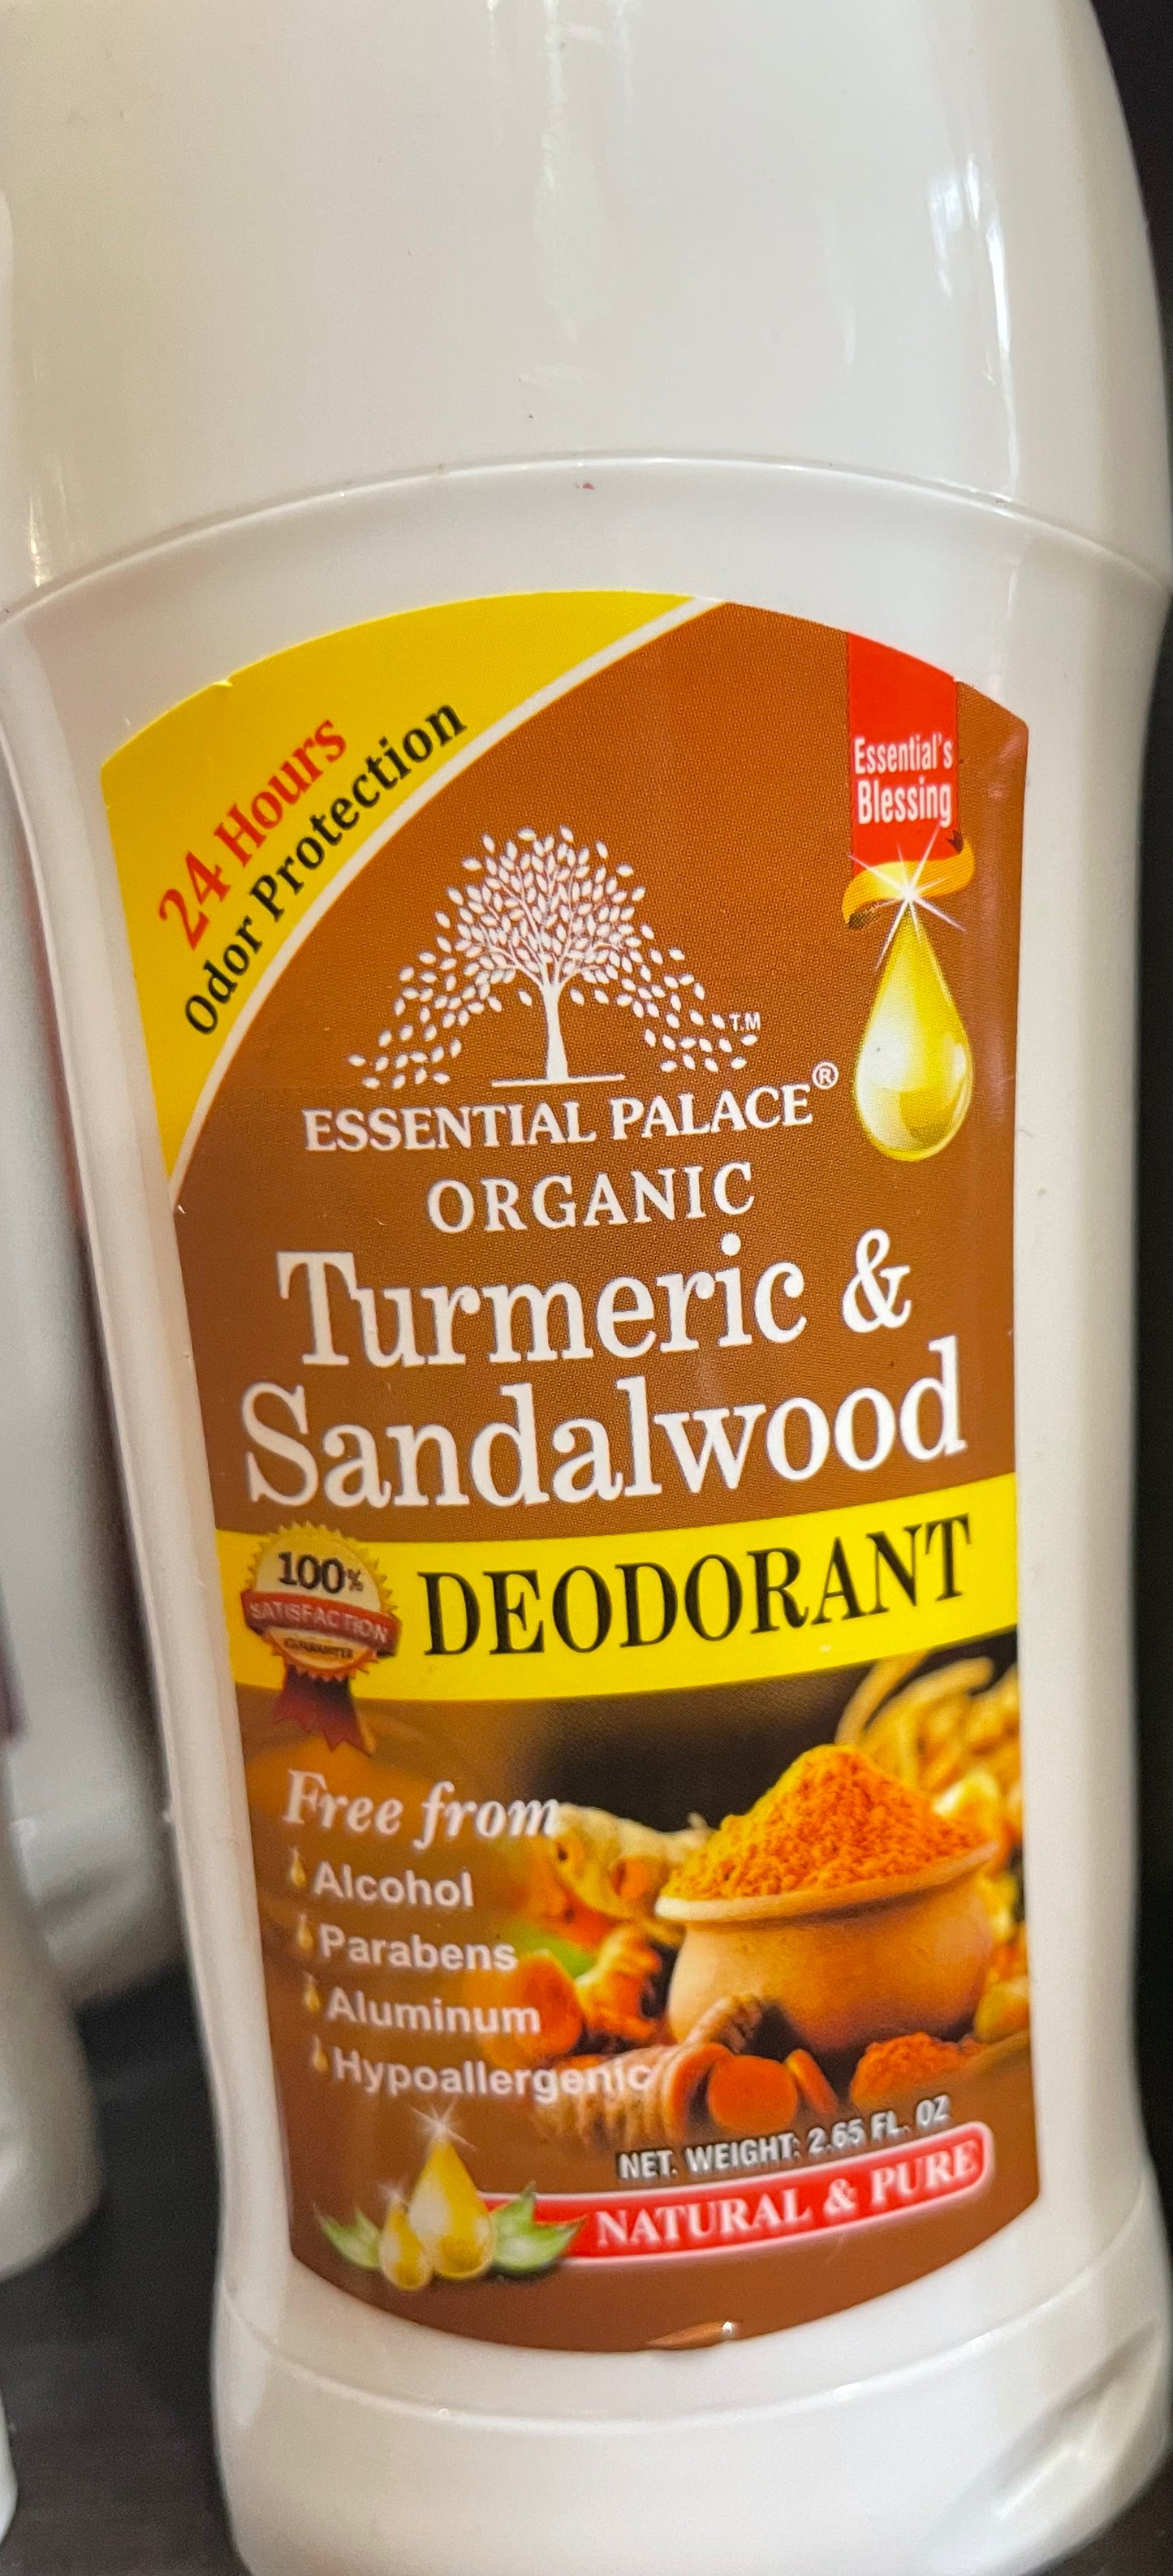 24 Hours
Odor Protection
Essential's
Blessing
T.M
ESSENTIAL PALACE®
ORGANIC
Turmeric &
Sandalwood
100%
SATISFACTION
GUARANTEE
DEODORANT
Free from
Alcohol
Parabens
Aluminum
Hypoallergenic
NET. WEIGHT: 2.65 FL. OZ
NATURAL & PURE